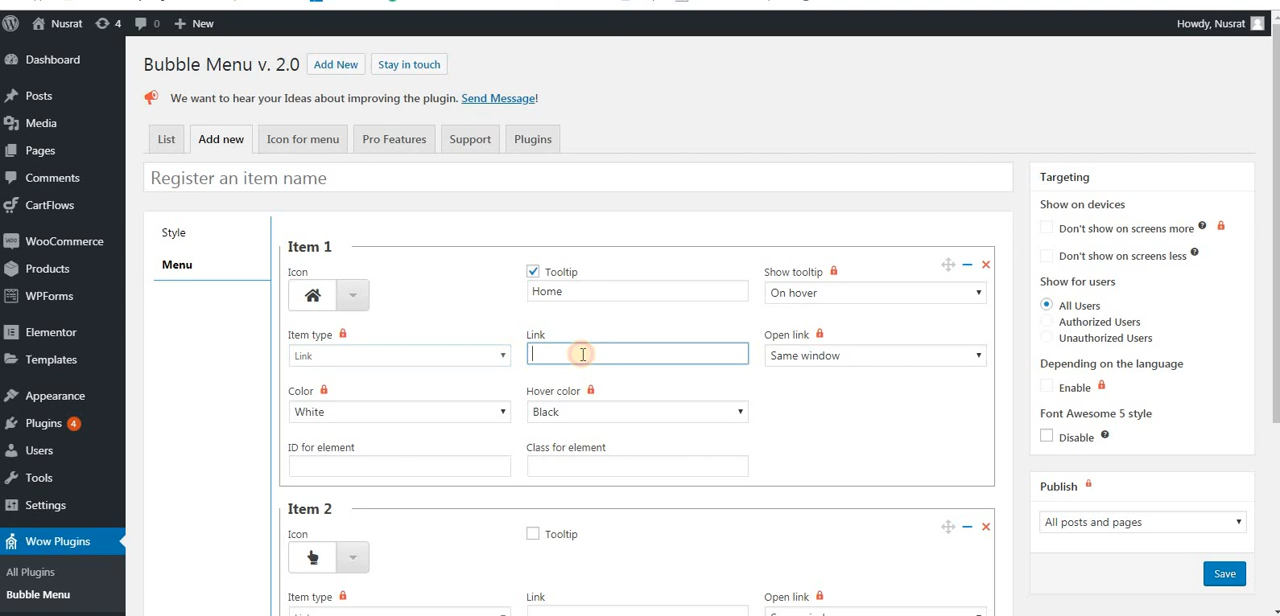 Nusrat 4 0 New Howdy, Nusrat
Dashboard
Posts
Media
Pages
Comments
CartFlows
WooCommerce
Products
WPForms
Elementor
Templates
Appearance
Plugins 4
Users
Tools
Settings
Wow Plugins
All Plugins
Bubble Menu
Bubble Menu v. 2.0 Add New Stay in touch
We want to hear your Ideas about improving the plugin. Send Message!
List Add new Icon for menu Pro Features Support Plugins
Register an item name
Style
Menu
Item 1
Icon Tooltip Show tooltip
Home On hover
Item type Link Open link
Link Same window
Color Hover color
White Black
ID for element Class for element
Item 2
Icon Tooltip
Item type Link Open link
Targeting
Show on devices
Don't show on screens more
Don't show on screens less
Show for users
All Users
Authorized Users
Unauthorized Users
Depending on the language
Enable
Font Awesome 5 style
Disable
Publish
All posts and pages
Save